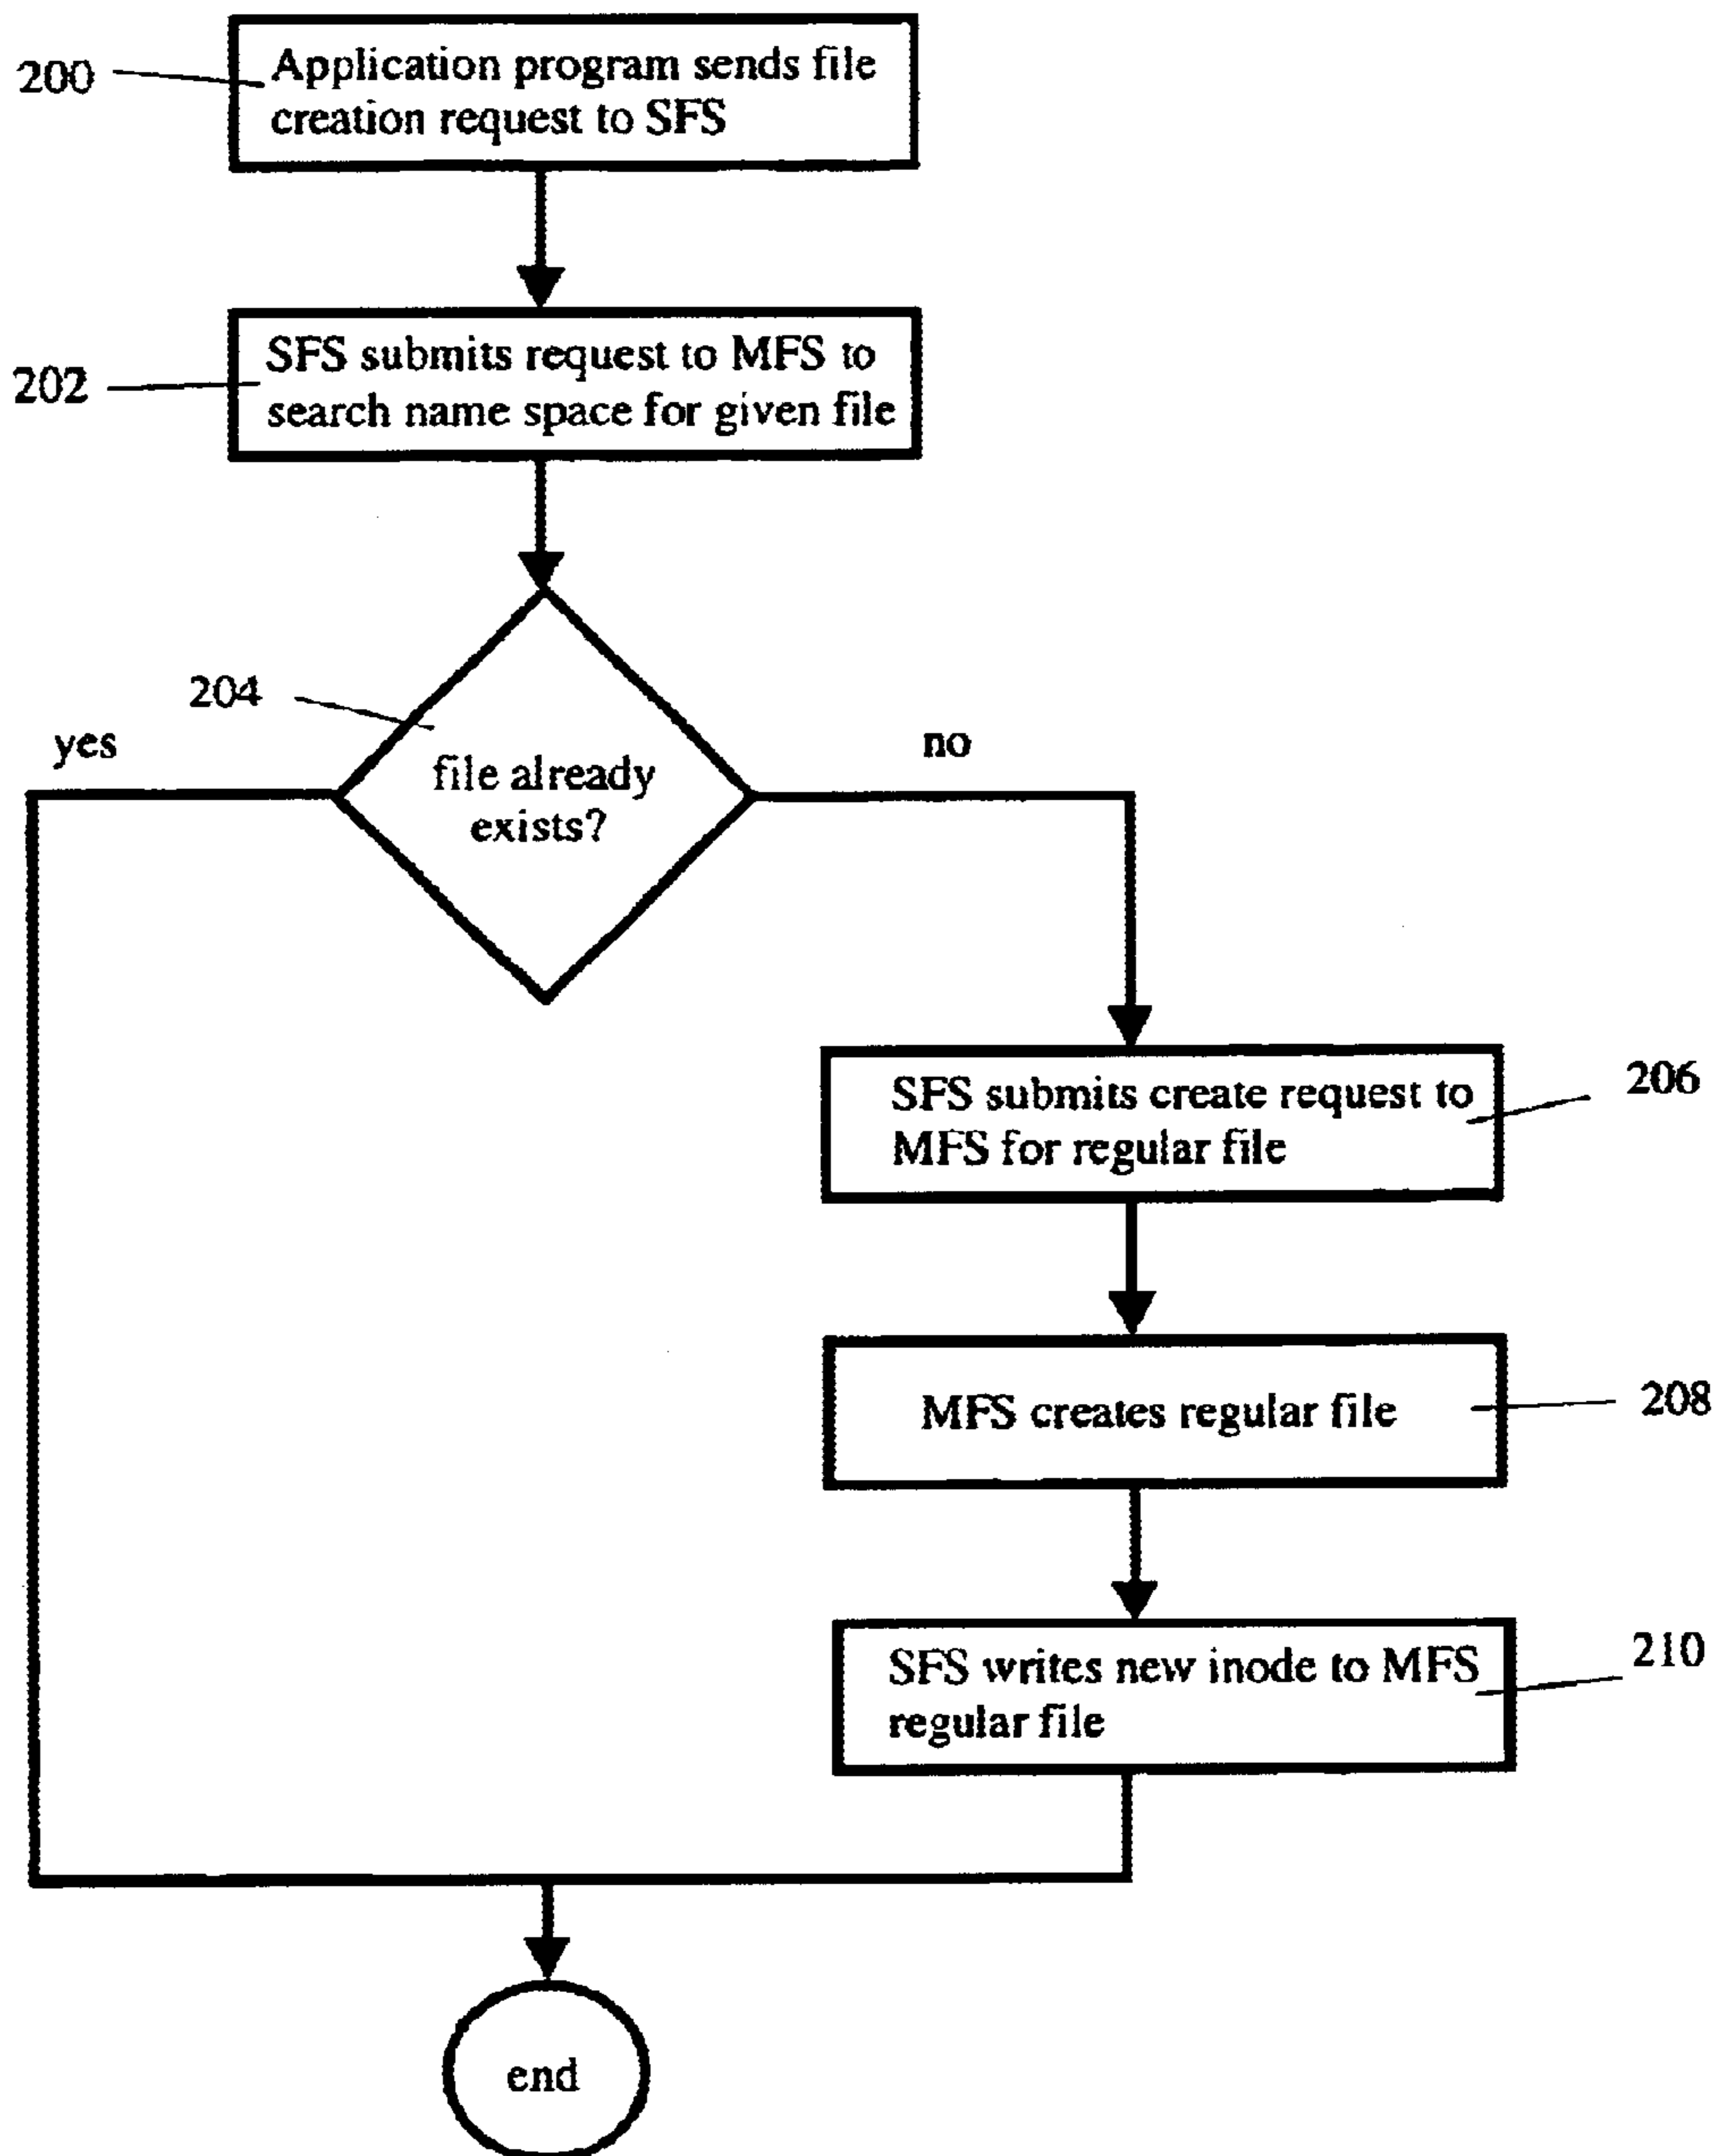 200
Application program sends file
creation request to SFS
202
SFS submits request to MFS to
search name space for given file
204
yes
no
file already
exists?
SFS submits create request to
MFS for regular file
206
MFS creates regular file
208
SFS writes new inode to MFS
regular file
210
end